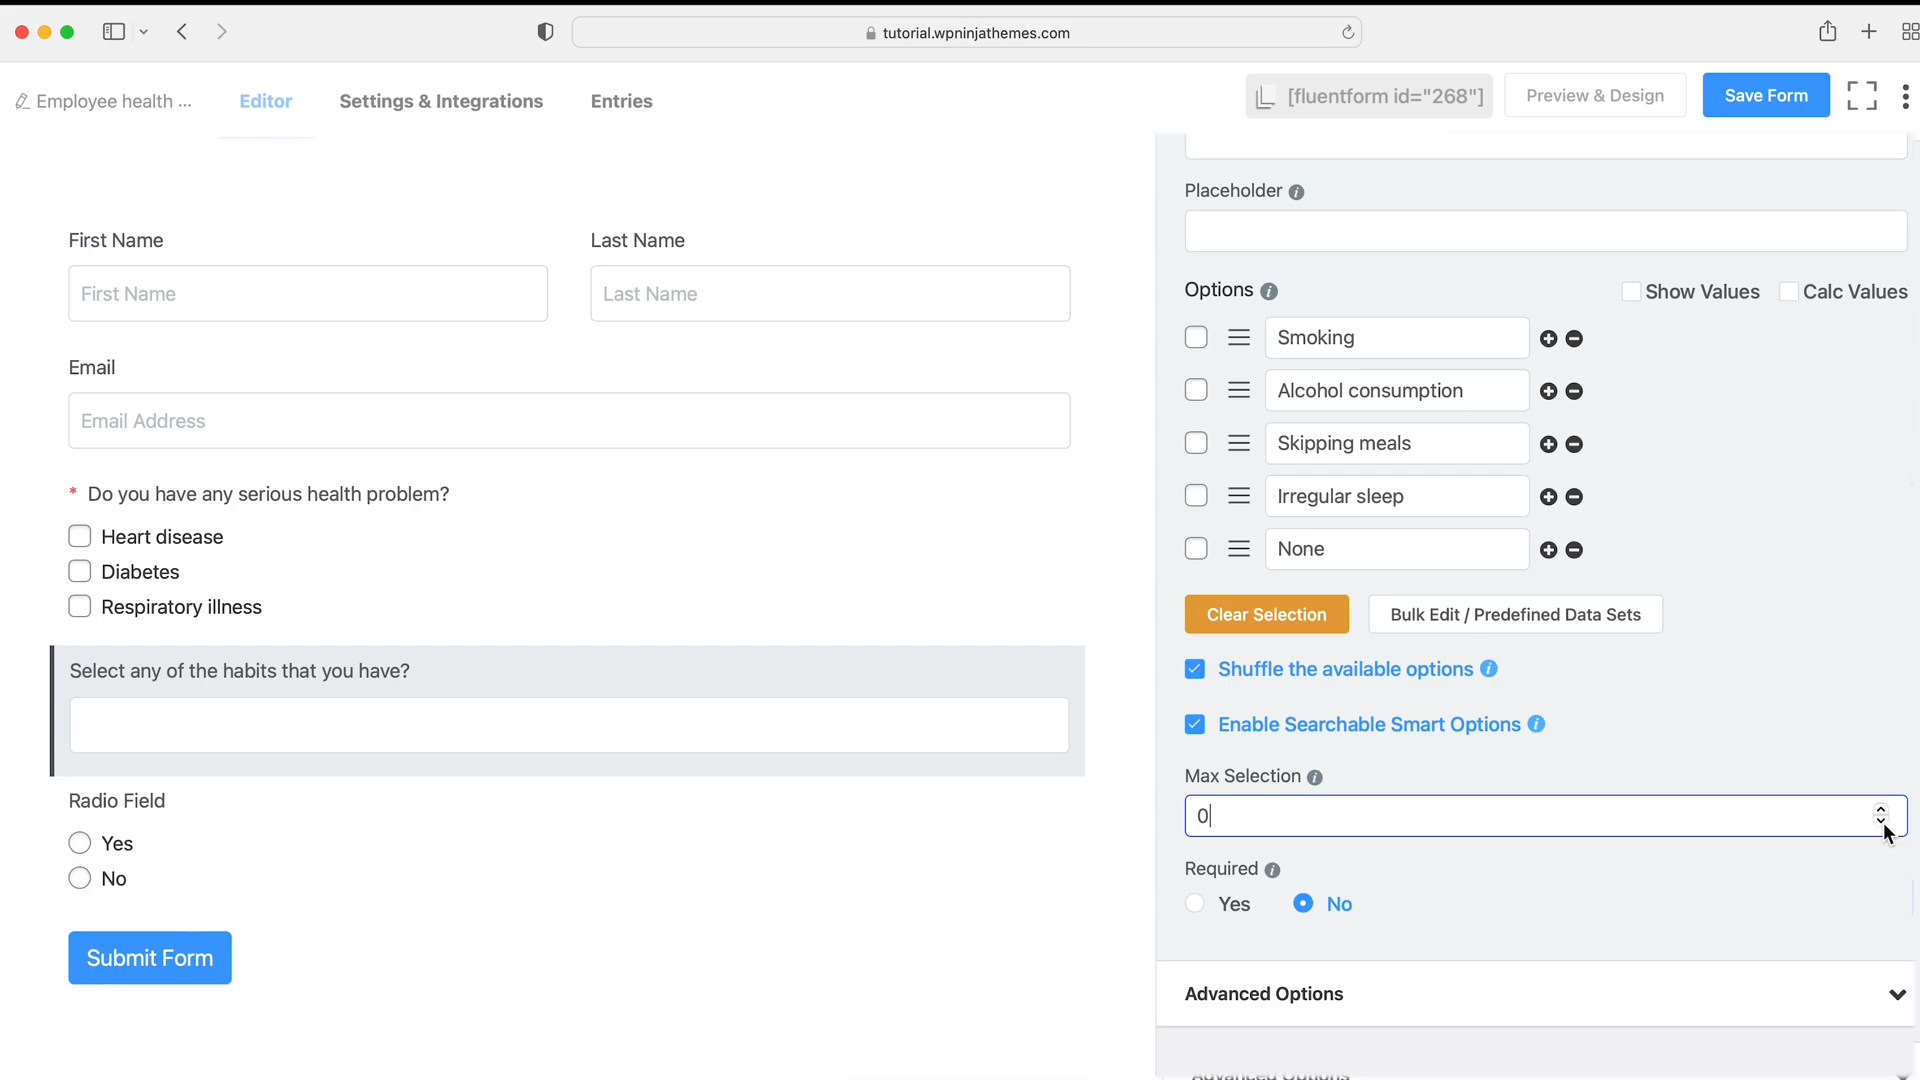 tutorial.wpninjathemes.com
Employee health ...
Editor
Settings & Integrations
Entries
[fluentform id="268"]
Preview & Design
Save Form
First Name
Last Name
First Name
Last Name
Email
Email Address
* Do you have any serious health problem?
Heart disease
Diabetes
Respiratory illness
Select any of the habits that you have?
Radio Field
Yes
No
Submit Form
Placeholder
Options
Show Values
Calc Values
Smoking
Alcohol consumption
Skipping meals
Irregular sleep
None
Clear Selection
Bulk Edit / Predefined Data Sets
Shuffle the available options
Enable Searchable Smart Options
Max Selection
0
Required
Yes
No
Advanced Options
Advanced Options